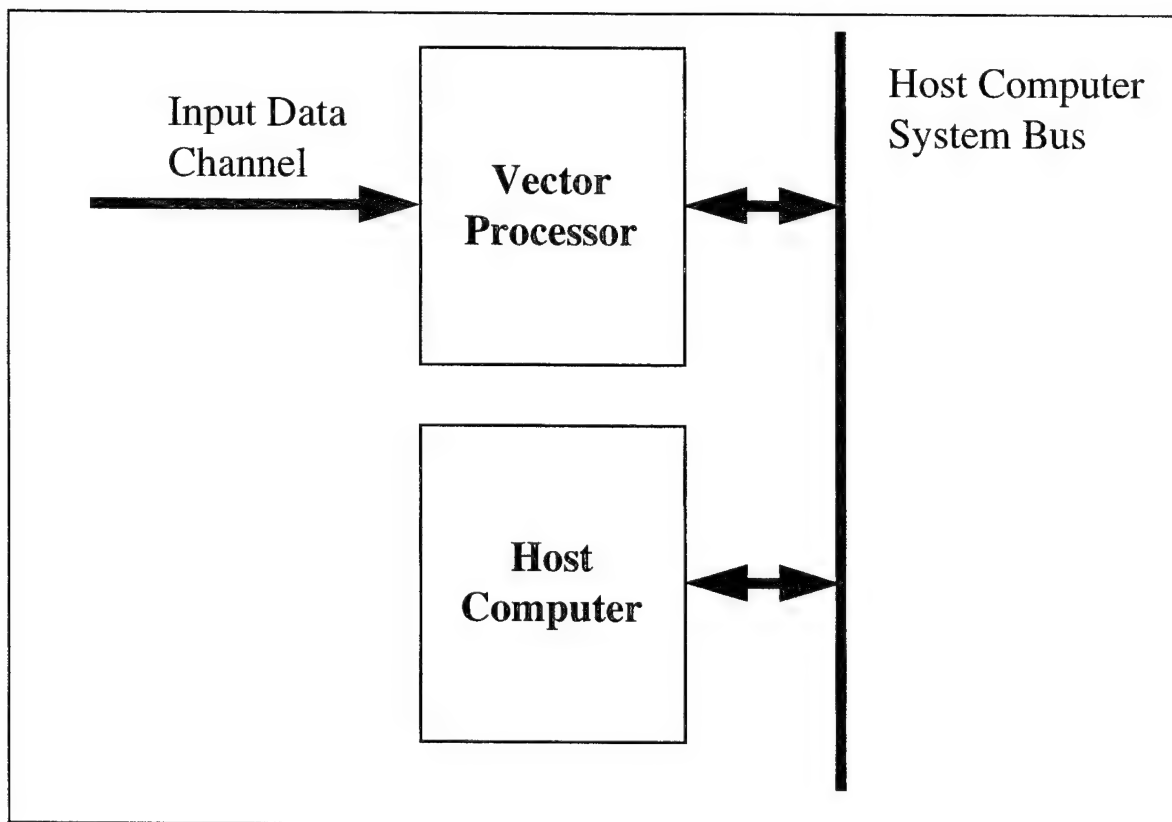 Input Data
Channel
Vector
Processor
Host Computer
System Bus
Host
Computer